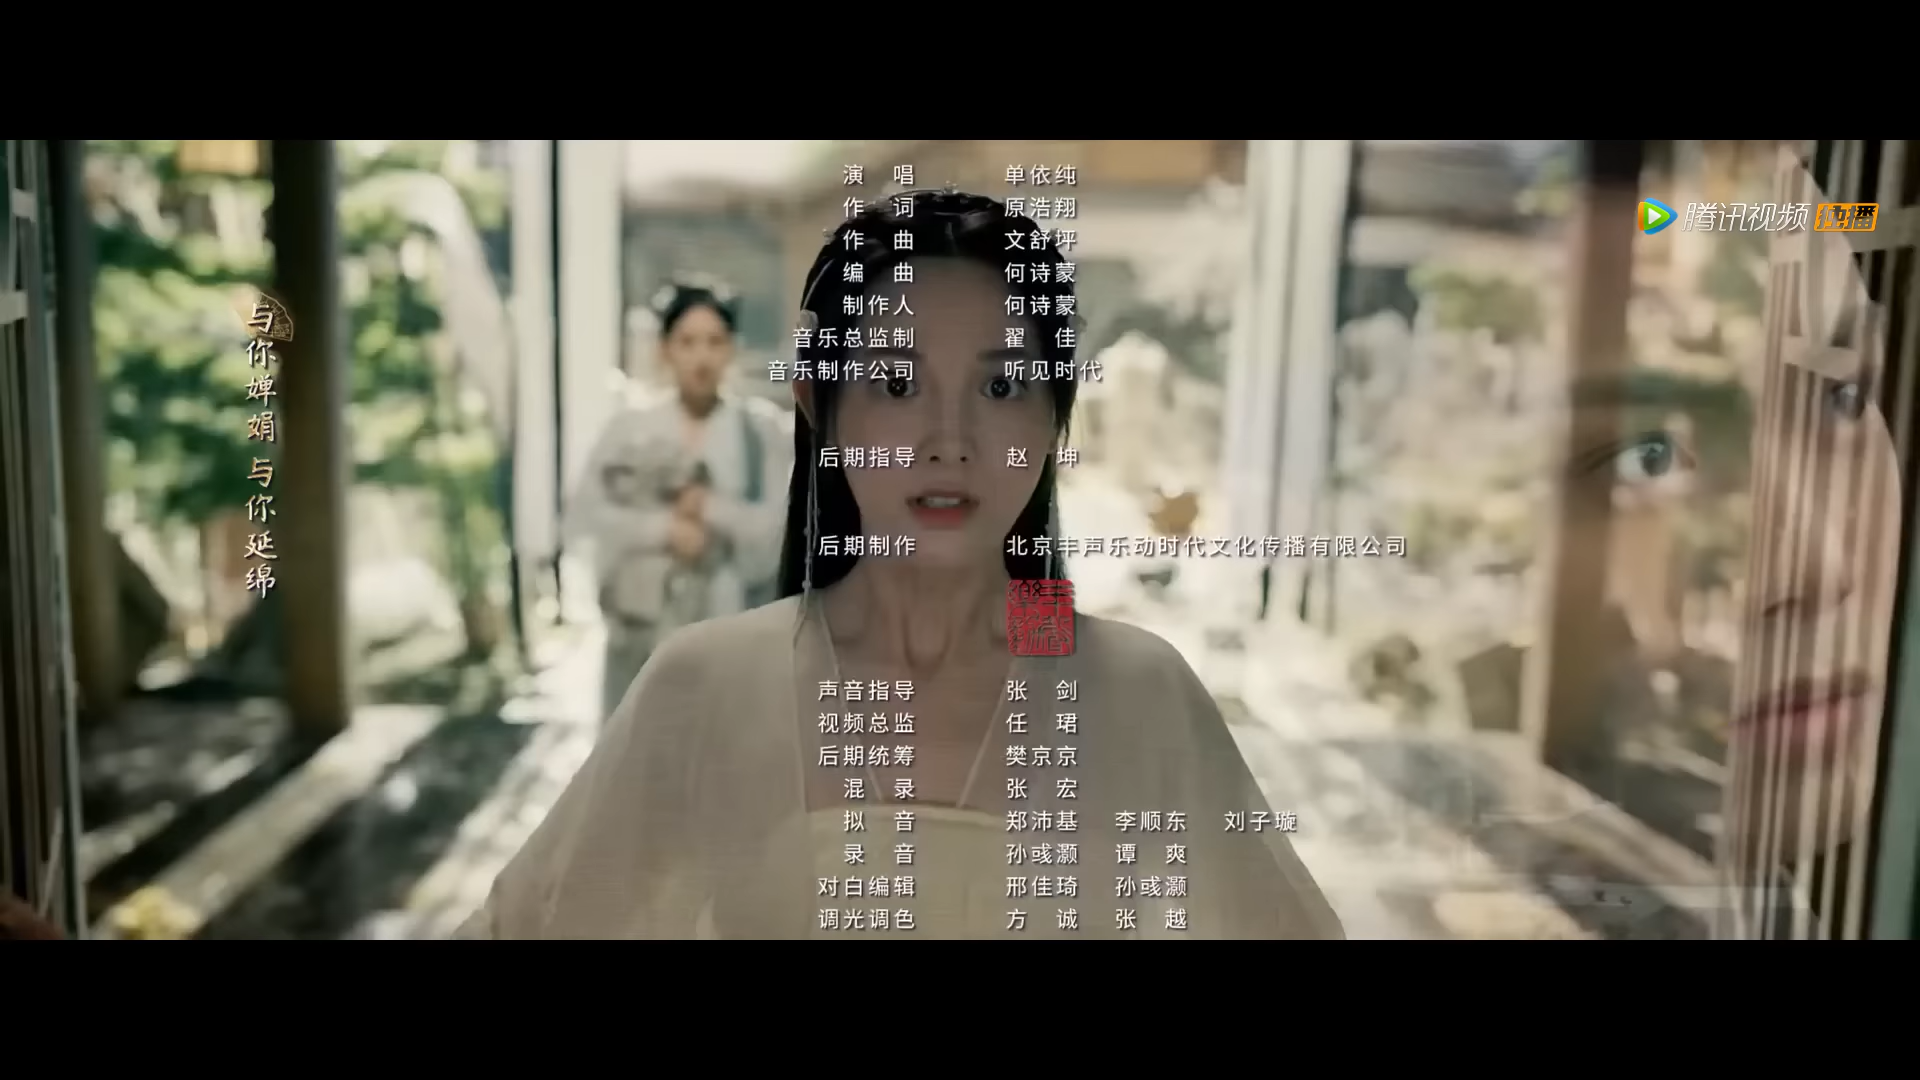 演 唱 单依纯
作 词 原浩翔
作 曲 文舒坪
编 曲 何诗蒙
制作人 何诗蒙
音乐总监制 翟 佳
音乐制作公司 听见时代
后期指导 赵 坤
后期制作 北京丰声乐动时代文化传播有限公司
声音指导 张 剑
视频总监 任 珺
后期统筹 樊京京
混 录 张 宏
拟 音 郑沛基 李顺东 刘子璇
录 音 孙彧灏 谭 爽
对白编辑 邢佳琦 孙彧灏
调光调色 方 诚 张 越
与你婵娟 与你延绵
腾讯视频 独播